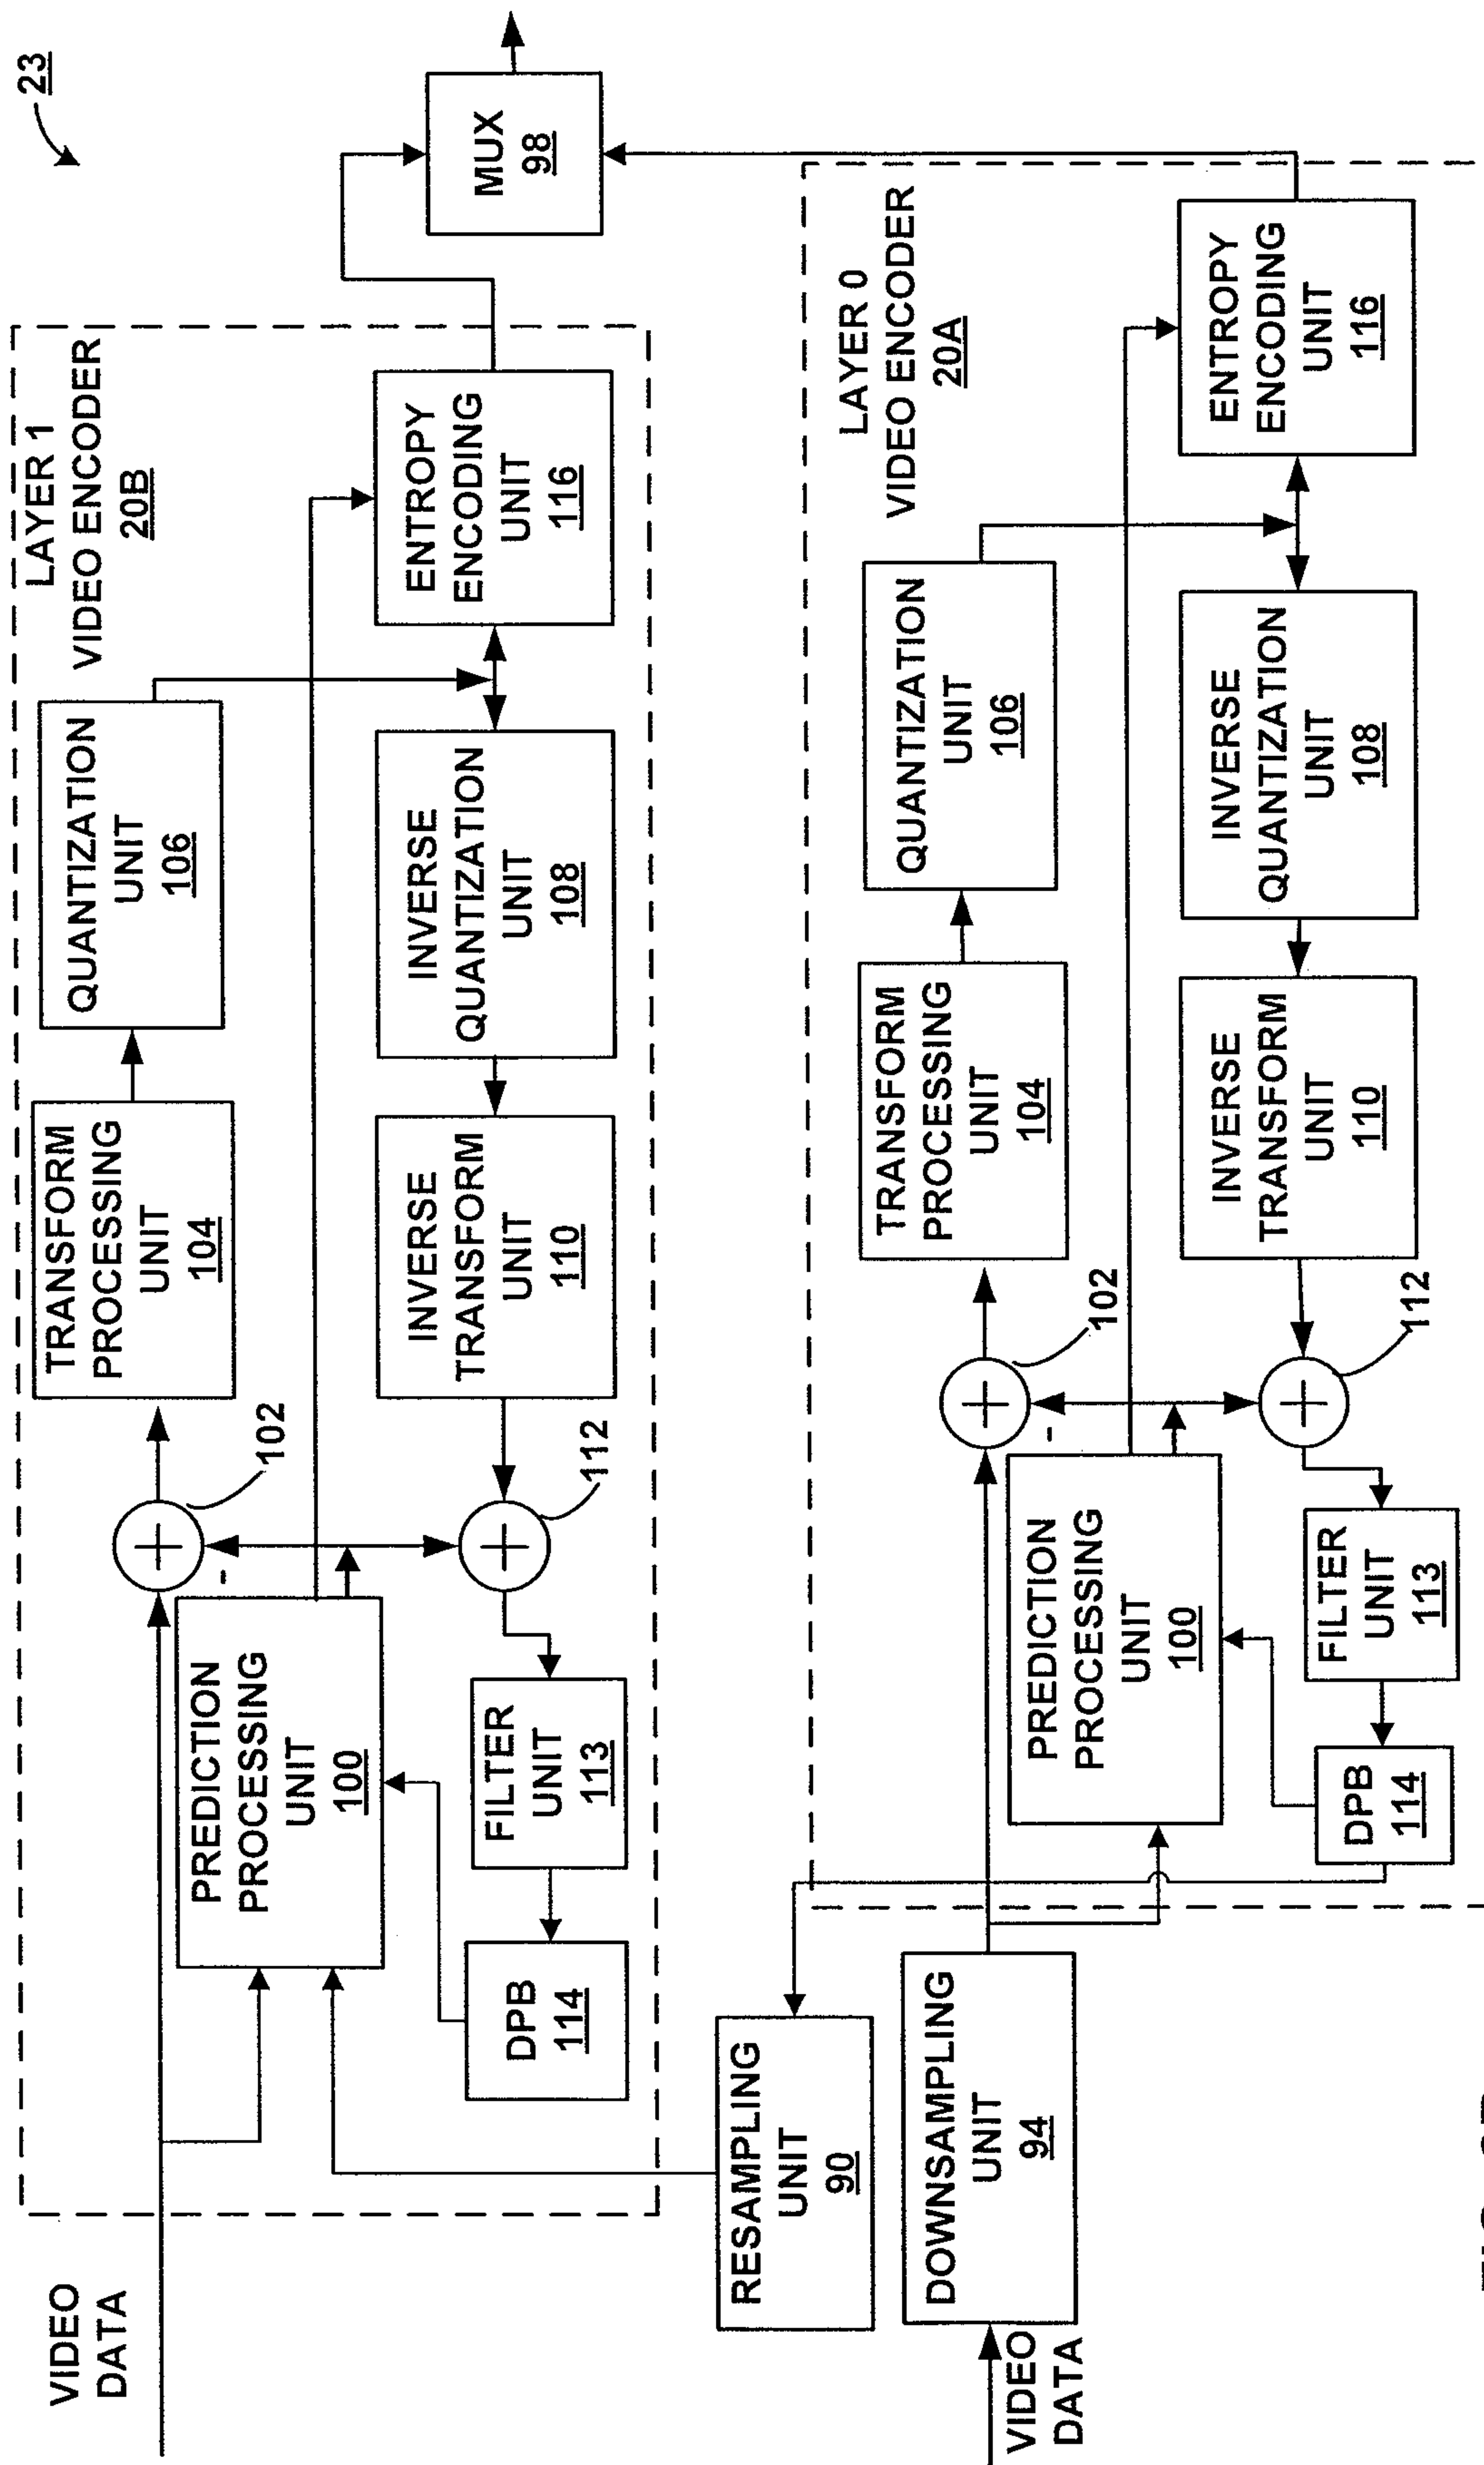 23
LAYER 1
VIDEO ENCODER
20B
VIDEO
DATA
TRANSFORM
PROCESSING
UNIT
104
QUANTIZATION
UNIT
106
102
-
PREDICTION
PROCESSING
UNIT
100
112
INVERSE
TRANSFORM
UNIT
110
INVERSE
QUANTIZATION
UNIT
108
ENTROPY
ENCODING
UNIT
116
MUX
98
FILTER
UNIT
113
DPB
114
RESAMPLING
UNIT
90
LAYER 0
VIDEO ENCODER
20A
DOWNSAMPLING
UNIT
94
VIDEO
DATA
TRANSFORM
PROCESSING
UNIT
104
QUANTIZATION
UNIT
106
102
-
PREDICTION
PROCESSING
UNIT
100
112
INVERSE
TRANSFORM
UNIT
110
INVERSE
QUANTIZATION
UNIT
108
ENTROPY
ENCODING
UNIT
116
FILTER
UNIT
113
DPB
114